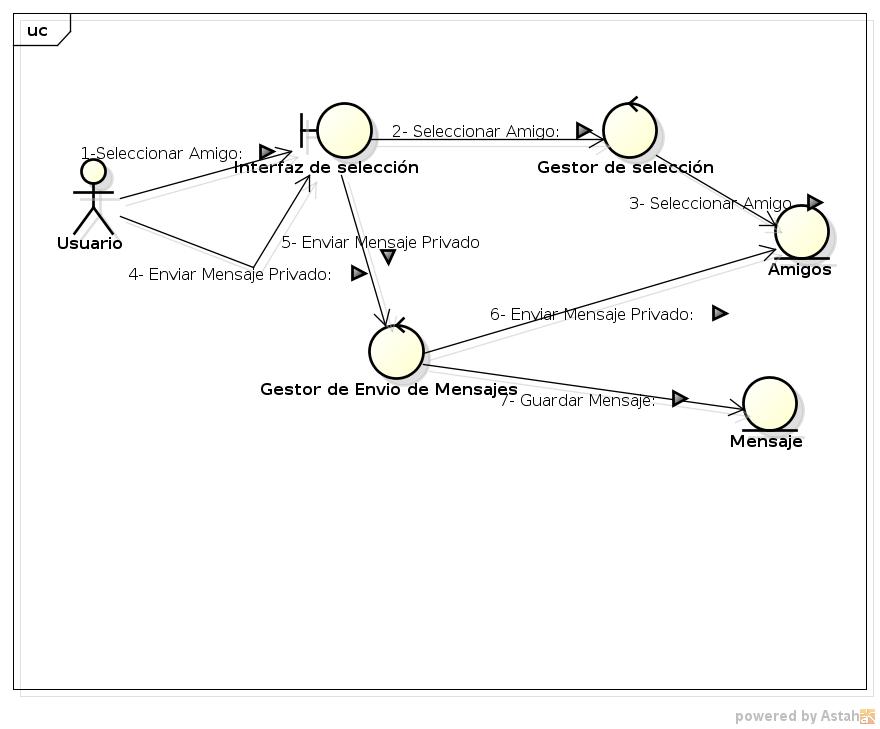 uc
2- Seleccionar Amigo:
1-Seleccionar Amigo:
Interfaz de selección
Gestor de selección
3- Seleccionar Amigo
Usuario
5- Enviar Mensaje Privado
4- Enviar Mensaje Privado:
Amigos
6- Enviar Mensaje Privado:
Gestor de Envio de Mensajes
7- Guardar Mensaje:
Mensaje
powered by Astah